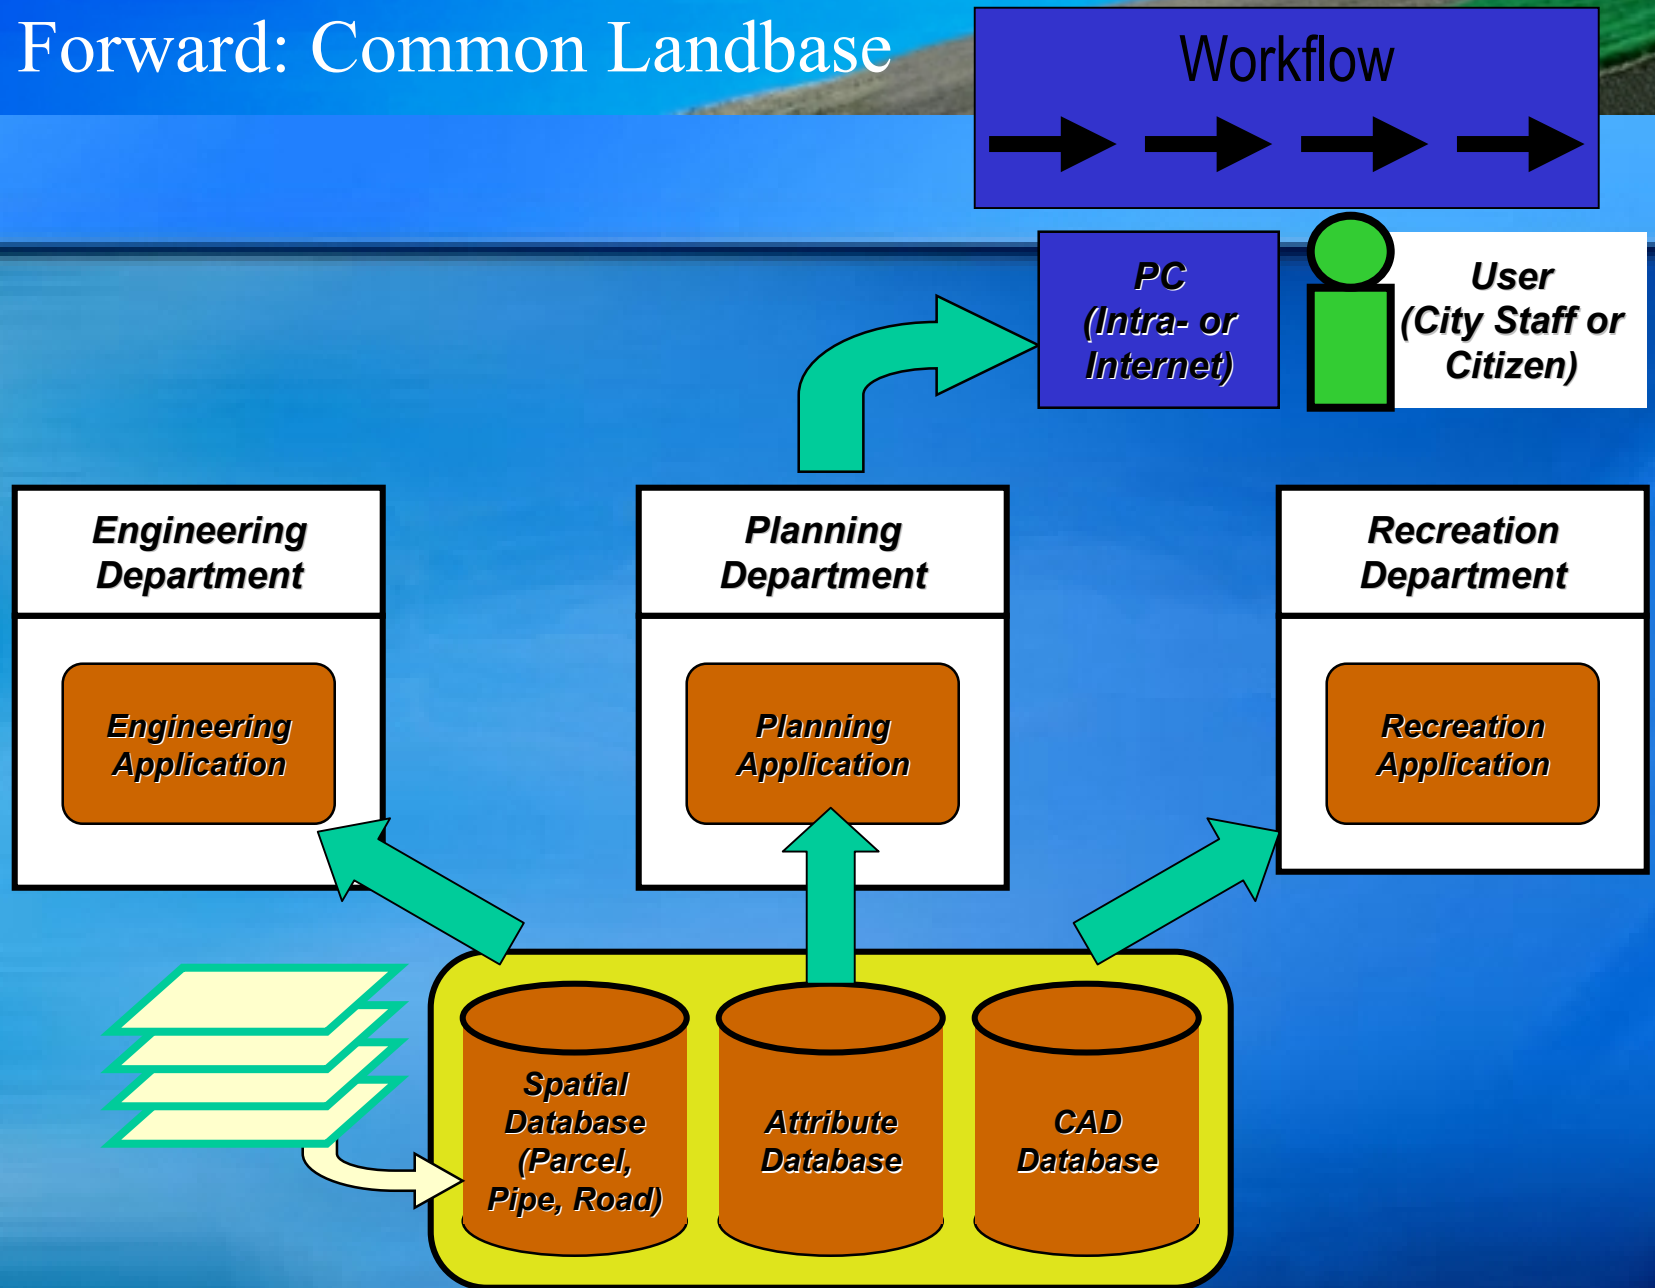 Forward: Common Landbase
Workflow
PC
(Intra- or
Internet)
User
(City Staff or
Citizen)
Engineering
Department
Planning
Department
Recreation
Department
Engineering
Application
Planning
Application
Recreation
Application
Spatial
Database
(Parcel,
Pipe, Road)
Attribute
Database
CAD
Database